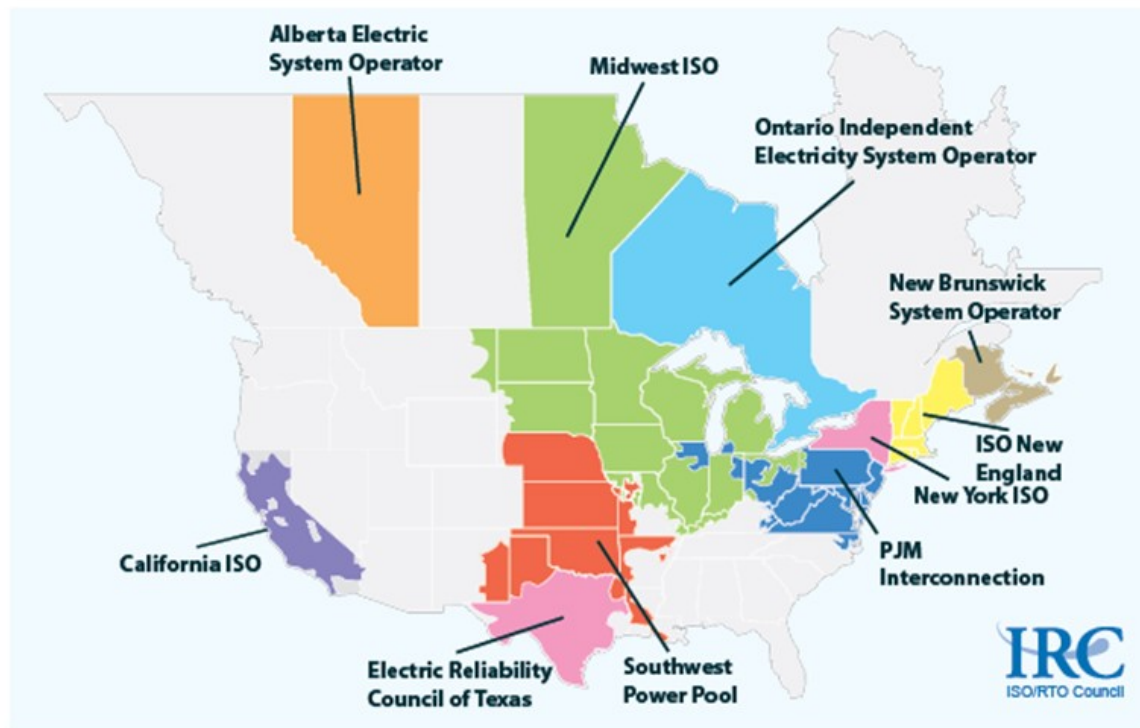 Alberta Electric
System Operator
Midwest ISO
Ontario Independent
Electricity System Operator
New Brunswick
System Operator
ISO New
England
New York ISO
PJM
Interconnection
California ISO
Electric Reliability
Council of Texas
Southwest
Power Pool
IRC
ISO/RTO Council